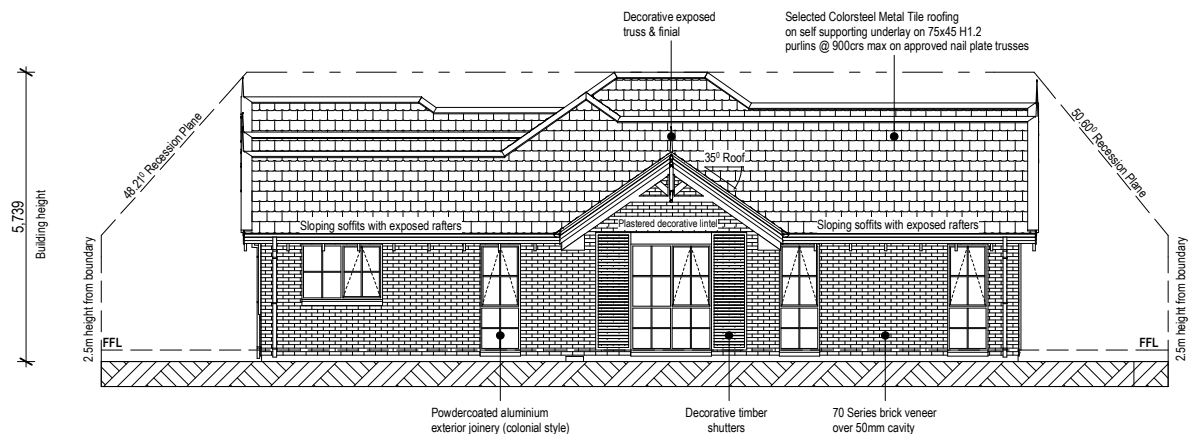 Decorative exposed
truss & finial
Selected Colorsteel Metal Tile roofing
on self supporting underlay on 75x45 H1.2
purlins @ 900crs max on approved nail plate trusses
48.21⁰ Recession Plane
50.60⁰ Recession Plane
35⁰ Roof
5,739
Building height
Sloping soffits with exposed rafters
Plastered decorative lintel
Sloping soffits with exposed rafters
2.5m height from boundary
2.5m height from boundary
FFL
FFL
Powdercoated aluminium
exterior joinery (colonial style)
Decorative timber
shutters
70 Series brick veneer
over 50mm cavity